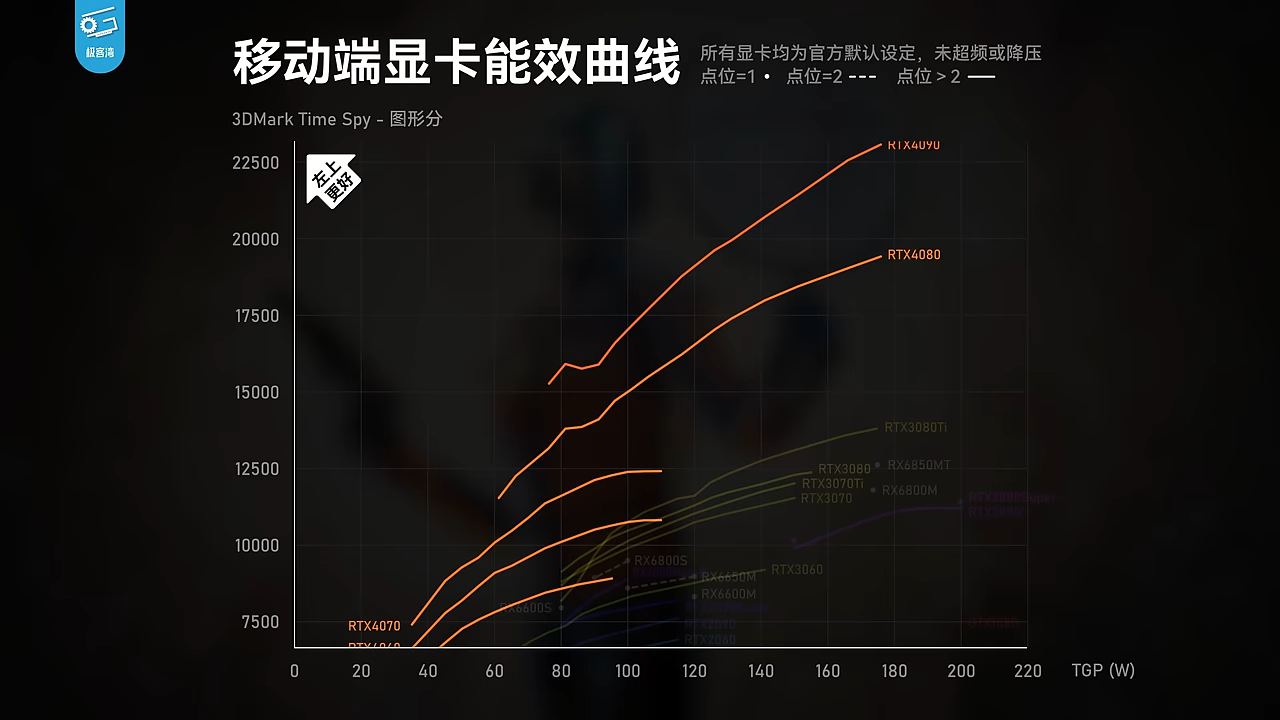 极客湾
移动端显卡能效曲线
所有显卡均为官方默认设定，未超频或降压
点位=1 • 点位=2 --- 点位 > 2 —
3DMark Time Spy - 图形分
左上
更好
RTX4090
22500
20000
RTX4080
17500
15000
RTX3080Ti
12500
RTX3080
RX6850MT
RTX3070Ti
RX6800M
RTX3070
10000
RX6800S
RTX3060
RX6650M
RX6600M
RX6600S
7500
RTX4070
RTX2060
0 20 40 60 80 100 120 140 160 180 200 220 TGP (W)